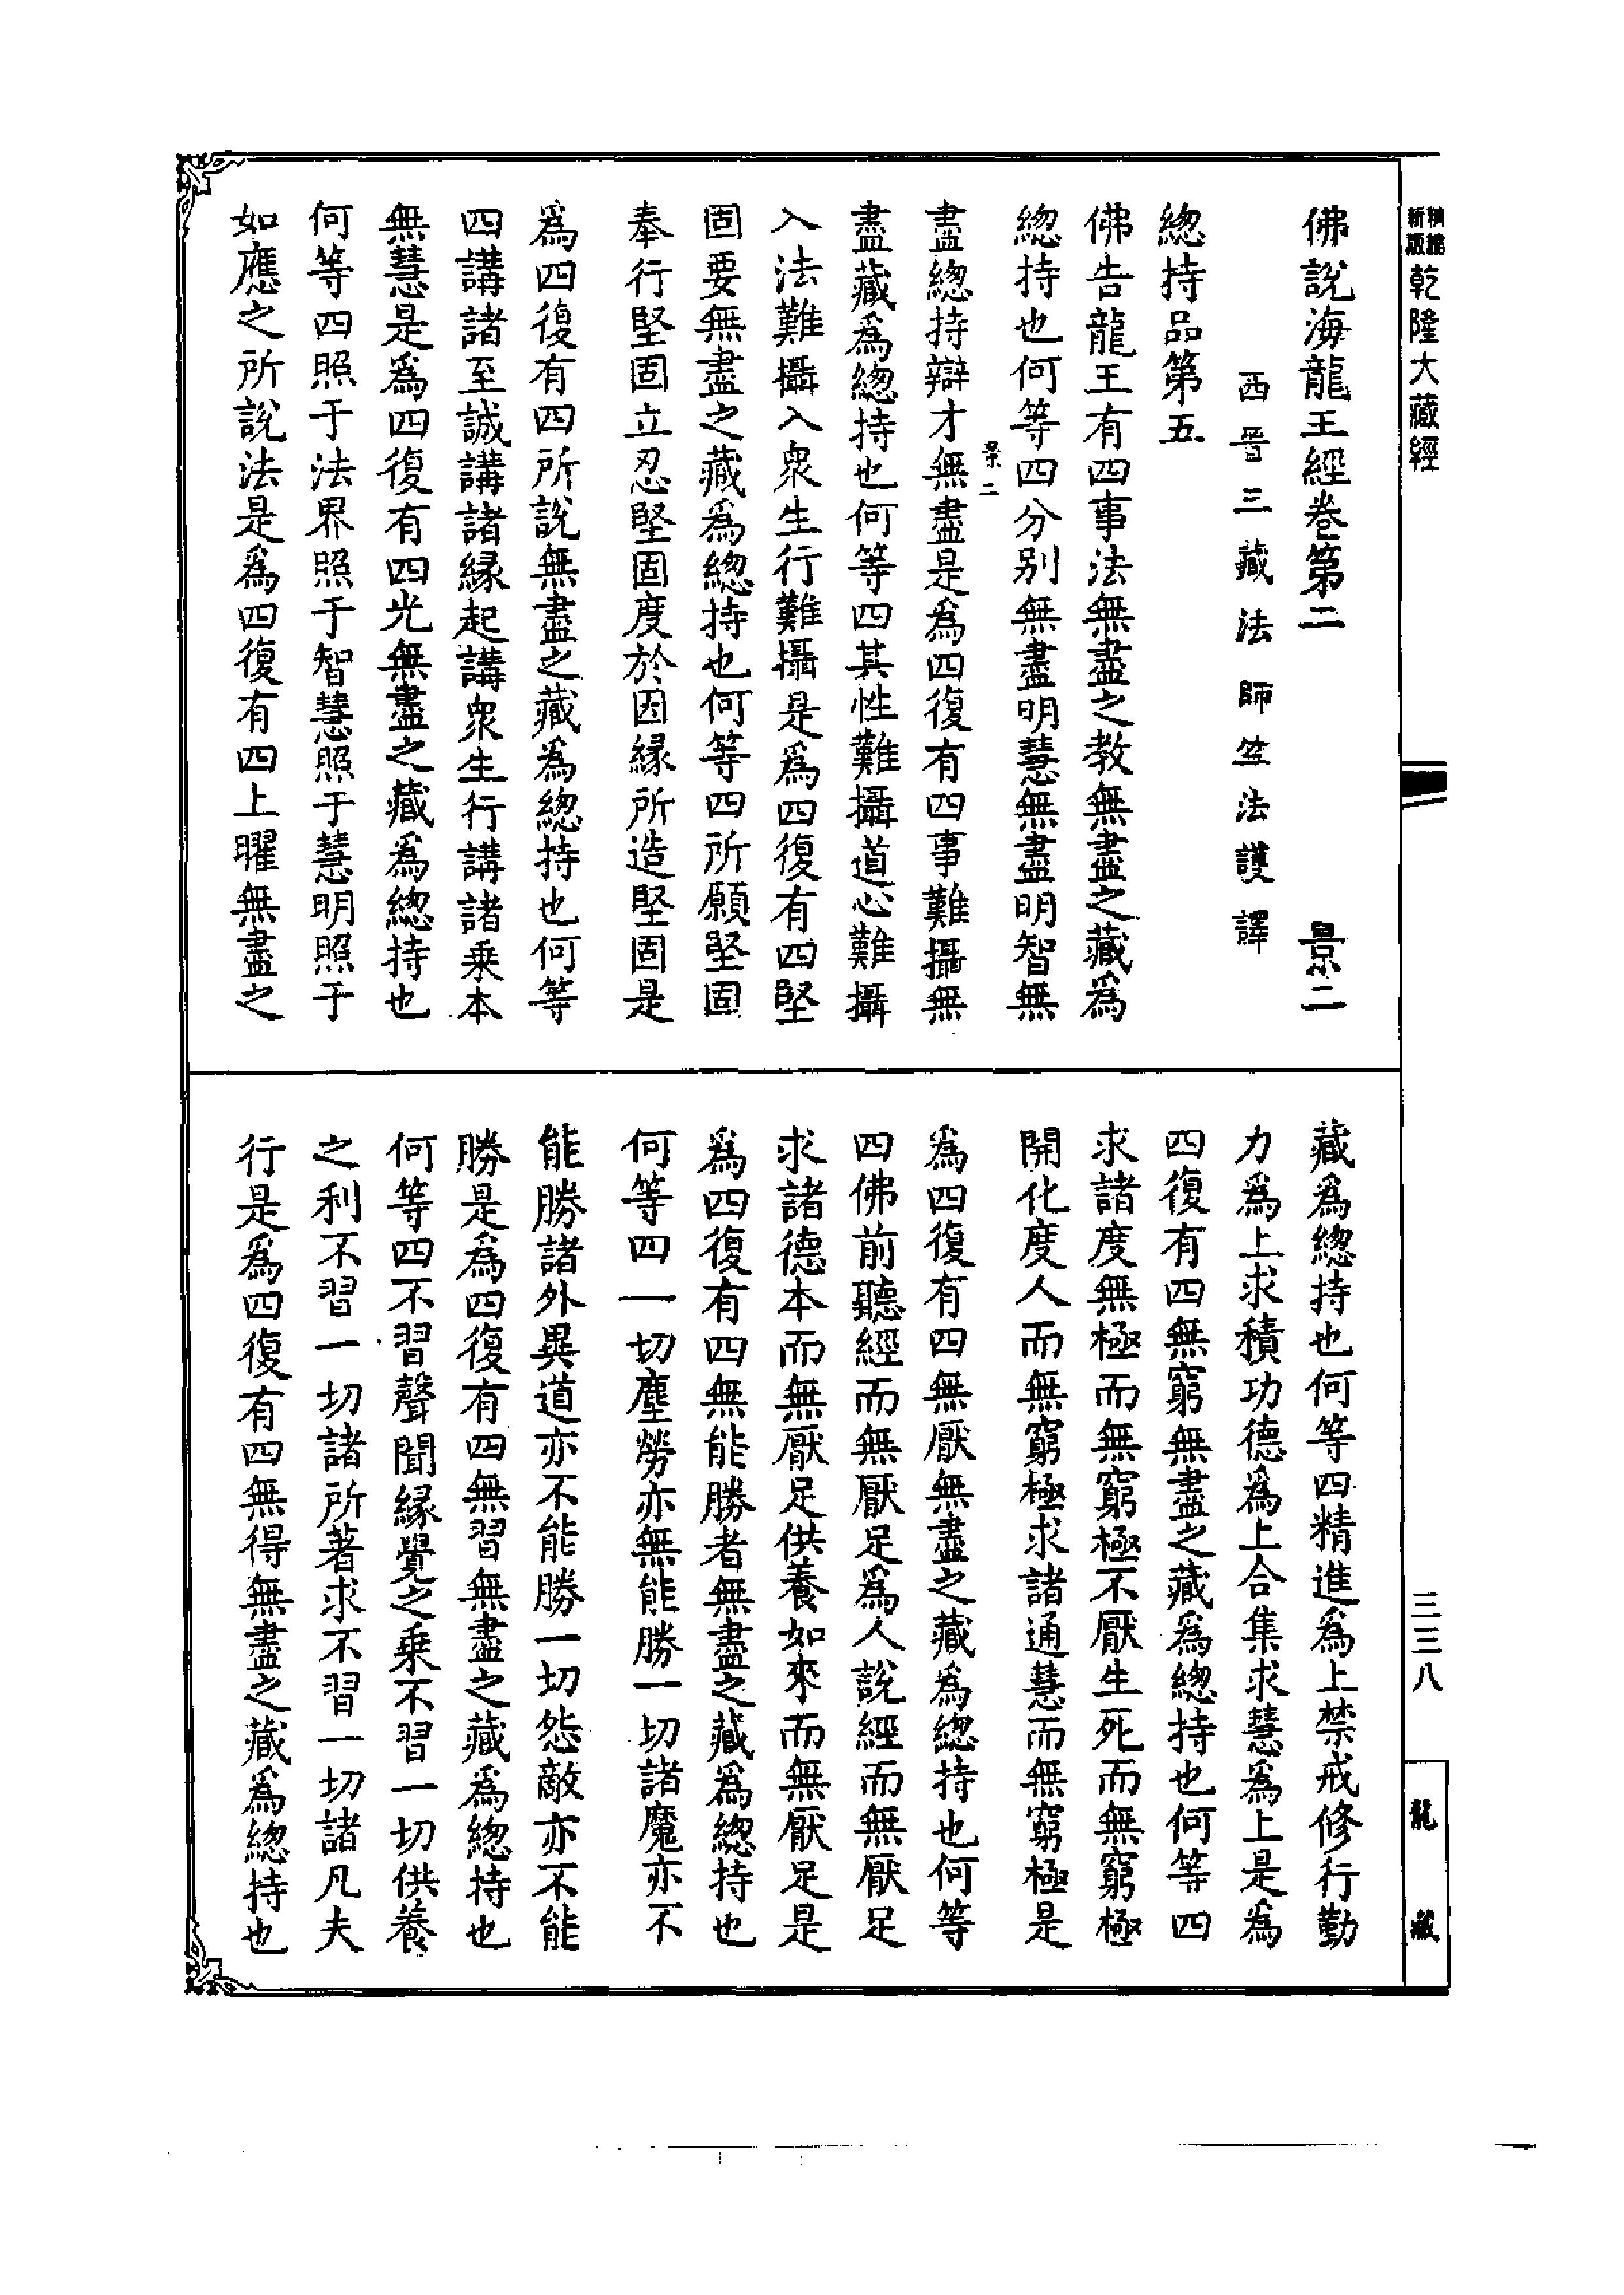 新版精縮乾隆大藏經
佛說海龍王經卷第二 景二
西晉三藏法師竺法護譯
總持品第五
佛告龍王有四事法無盡之教無盡之藏爲
總持也何等四分別無盡明慧無盡明智無
景二
盡總持辯才無盡是爲四復有四事難攝無
盡藏爲總持也何等四其性難攝道心難攝
入法難攝入衆生行難攝是爲四復有四堅
固要無盡之藏爲總持也何等四所願堅固
奉行堅固立忍堅固度於因緣所造堅固是
爲四復有四所說無盡之藏爲總持也何等
四講諸至誠講諸緣起講衆生行講諸乘本
無慧是爲四復有四光無盡之藏爲總持也
何等四照于法界照于智慧照于慧明照于
如應之所說法是爲四復有四上曜無盡之
藏爲總持也何等四精進爲上禁戒修行勤
力爲上求積功德爲上合集求慧爲上是爲
四復有四無窮無盡之藏爲總持也何等四
求諸度無極而無窮極不厭生死而無窮極
開化度人而無窮極求諸通慧而無窮極是
爲四復有四無厭無盡之藏爲總持也何等
四佛前聽經而無厭足爲人說經而無厭足
求諸德本而無厭足供養如來而無厭足是
爲四復有四無能勝者無盡之藏爲總持也
何等四一切塵勞亦無能勝一切諸魔亦不
能勝諸外異道亦不能勝一切怨敵亦不能
勝是爲四復有四無習無盡之藏爲總持也
何等四不習聲聞緣覺之乘不習一切供養
之利不習一切諸所著求不習一切諸凡夫
行是爲四復有四無得無盡之藏爲總持也
三三八
龍藏